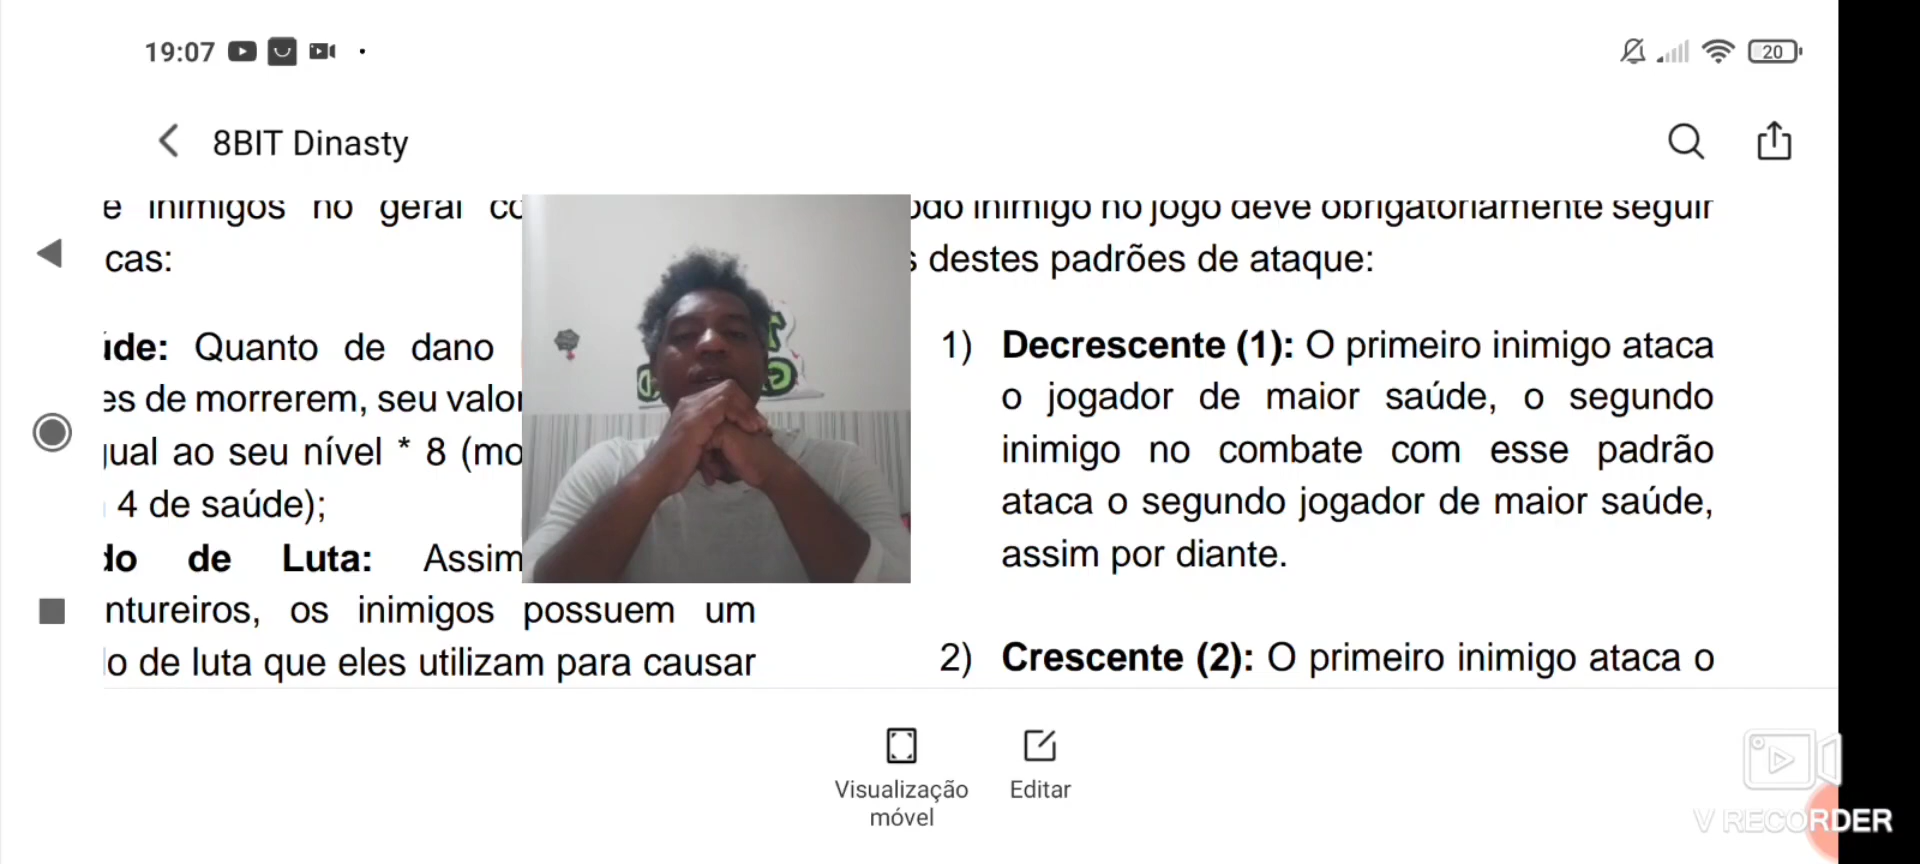 19:07
20
8BIT Dinasty
e inimigos no geral
cas:
úde: Quanto de dano
es de morrerem, seu valor
gual ao seu nível * 8 (mo
4 de saúde);
do de Luta: Assim
ntureiros, os inimigos possuem um
lo de luta que eles utilizam para causar
odo inimigo no jogo deve obrigatoriamente seguir
s destes padrões de ataque:
1) Decrescente (1): O primeiro inimigo ataca
o jogador de maior saúde, o segundo
inimigo no combate com esse padrão
ataca o segundo jogador de maior saúde,
assim por diante.
2) Crescente (2): O primeiro inimigo ataca o
Visualização
móvel
Editar
V RECORDER